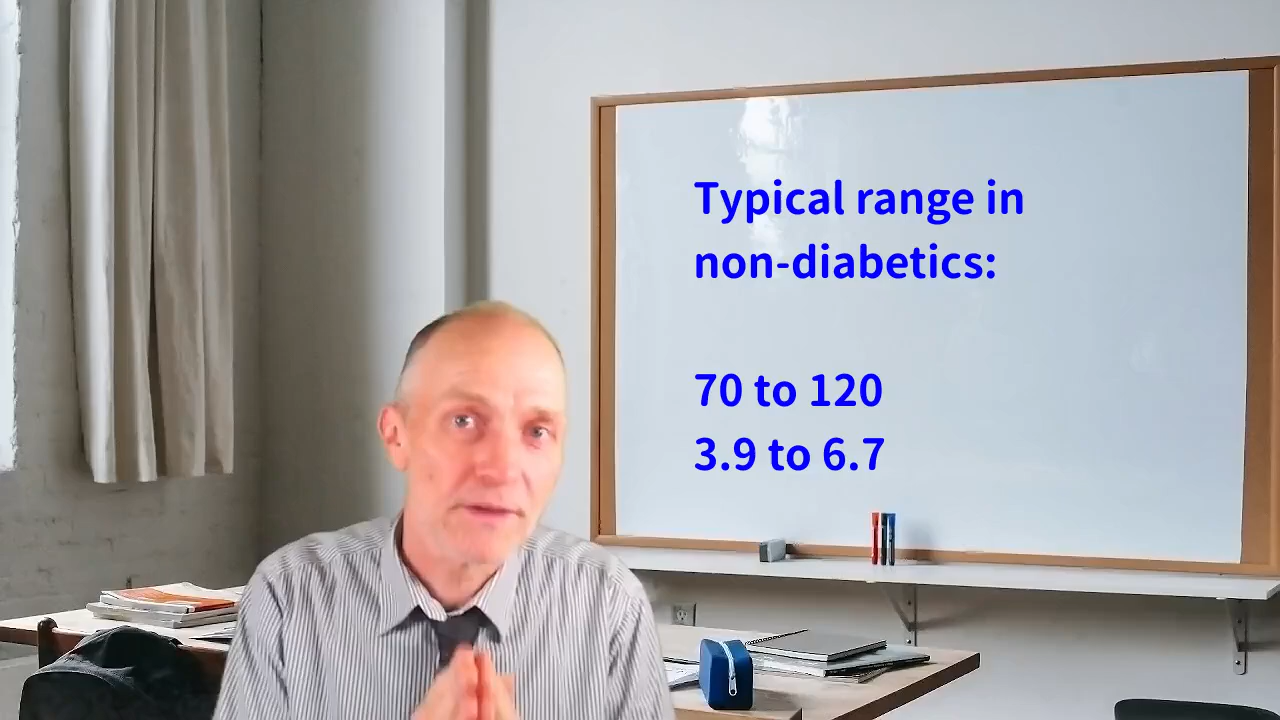 Typical range in
non-diabetics:
70 to 120
3.9 to 6.7